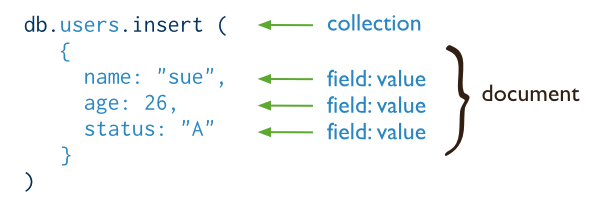 db.users.insert ( collection
{
name: "sue", field: value
age: 26, field: value
status: "A" field: value
} document
)